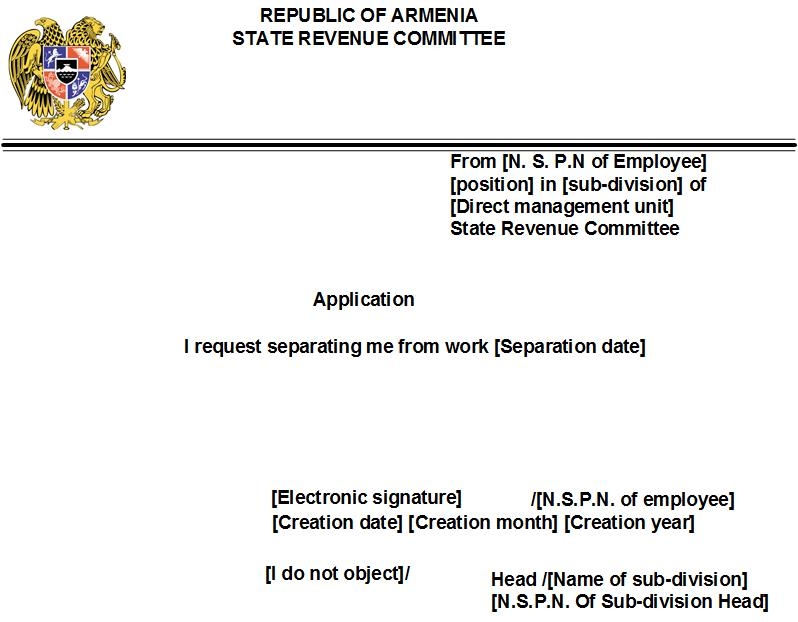 REPUBLIC OF ARMENIA
STATE REVENUE COMMITTEE
From [N. S. P.N of Employee]
[position] in [sub-division] of
[Direct management unit]
State Revenue Committee
Application
I request separating me from work [Separation date]
[Electronic signature] /[N.S.P.N. of employee]
[Creation date] [Creation month] [Creation year]
[I do not object]/ Head /[Name of sub-division]
[N.S.P.N. Of Sub-division Head]